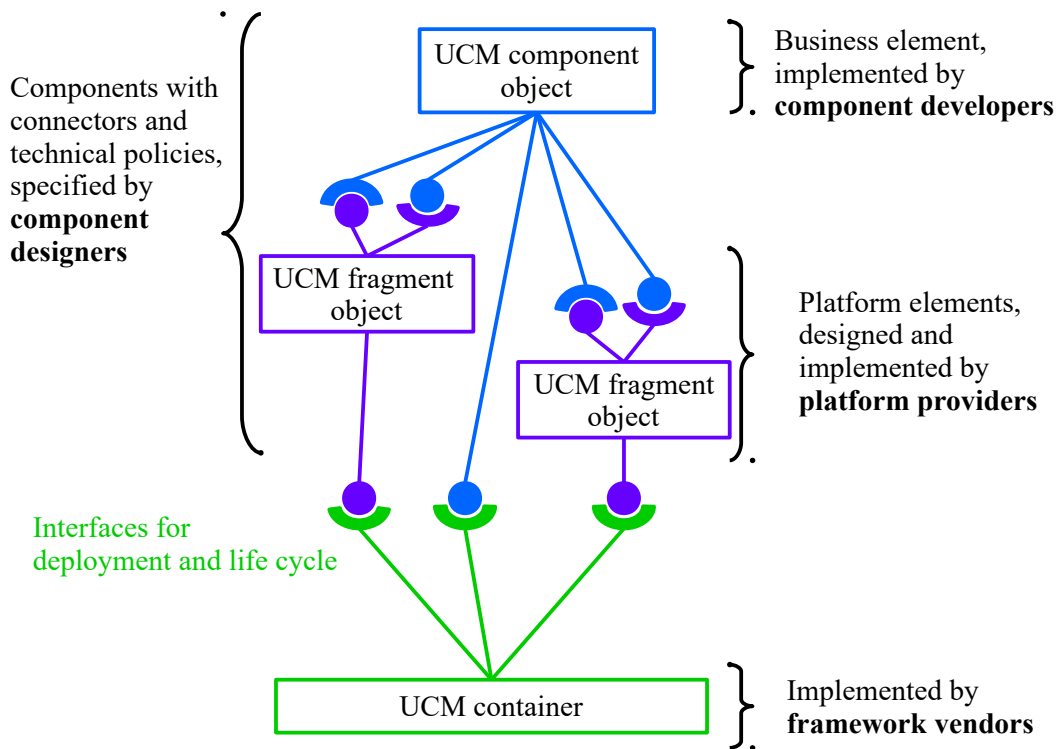 Components with
connectors and
technical policies,
specified by
component
designers
UCM component
object
Business element,
implemented by
component developers
UCM fragment
object
UCM fragment
object
Platform elements,
designed and
implemented by
platform providers
Interfaces for
deployment and life cycle
UCM container
Implemented by
framework vendors